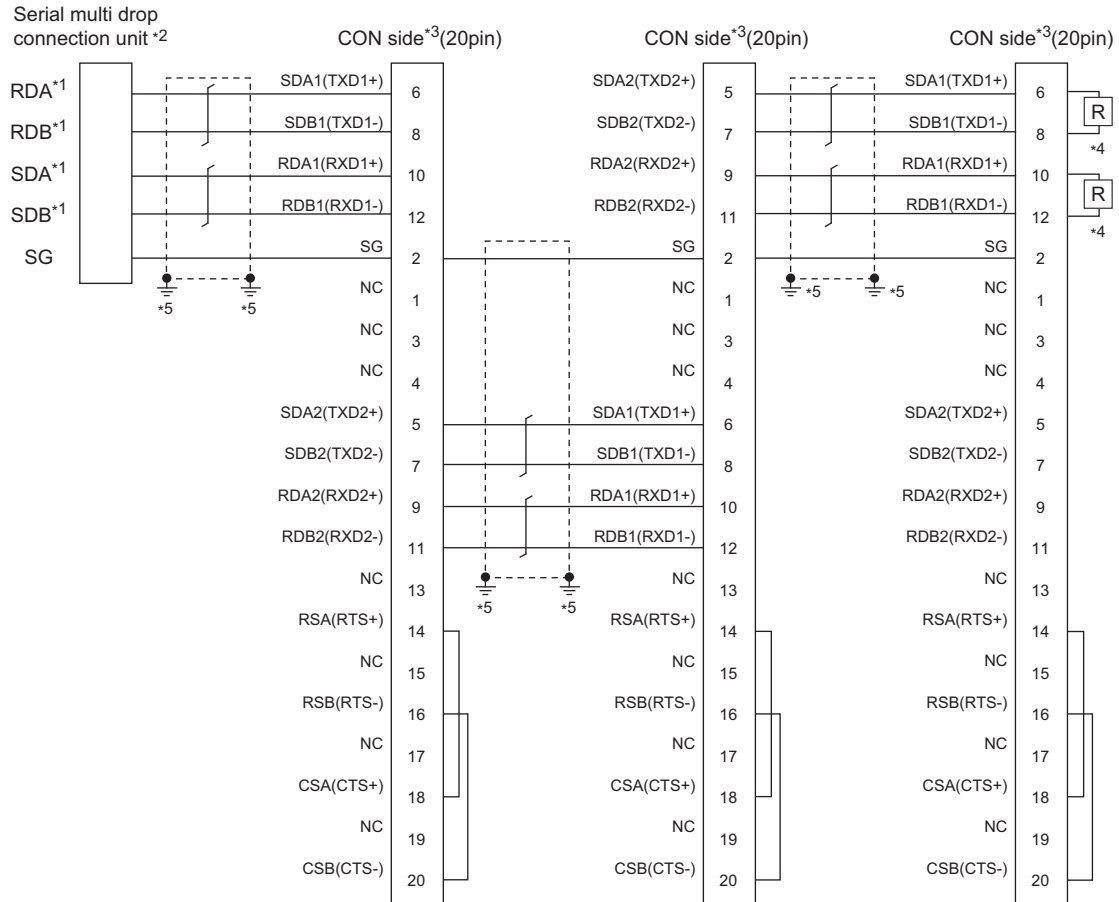 Serial multi drop
connection unit *2
CON side*3(20pin)
CON side*3(20pin)
CON side*3(20pin)
RDA*1
RDB*1
SDA*1
SDB*1
SG
SDA1(TXD1+) 6
SDB1(TXD1-) 8
RDA1(RXD1+) 10
RDB1(RXD1-) 12
SG 2
NC 1
NC 3
NC 4
SDA2(TXD2+) 5
SDB2(TXD2-) 7
RDA2(RXD2+) 9
RDB2(RXD2-) 11
NC 13
RSA(RTS+) 14
NC 15
RSB(RTS-) 16
NC 17
CSA(CTS+) 18
NC 19
CSB(CTS-) 20
*5 *5
*5 *5
SDA2(TXD2+) 5
SDB2(TXD2-) 7
RDA2(RXD2+) 9
RDB2(RXD2-) 11
SG 2
NC 1
NC 3
NC 4
SDA1(TXD1+) 6
SDB1(TXD1-) 8
RDA1(RXD1+) 10
RDB1(RXD1-) 12
NC 13
RSA(RTS+) 14
NC 15
RSB(RTS-) 16
NC 17
CSA(CTS+) 18
NC 19
CSB(CTS-) 20
*5 *5
SDA1(TXD1+) 6
SDB1(TXD1-) 8
RDA1(RXD1+) 10
RDB1(RXD1-) 12
SG 2
NC 1
NC 3
NC 4
SDA2(TXD2+) 5
SDB2(TXD2-) 7
RDA2(RXD2+) 9
RDB2(RXD2-) 11
NC 13
RSA(RTS+) 14
NC 15
RSB(RTS-) 16
NC 17
CSA(CTS+) 18
NC 19
CSB(CTS-) 20
R
*4
R
*4